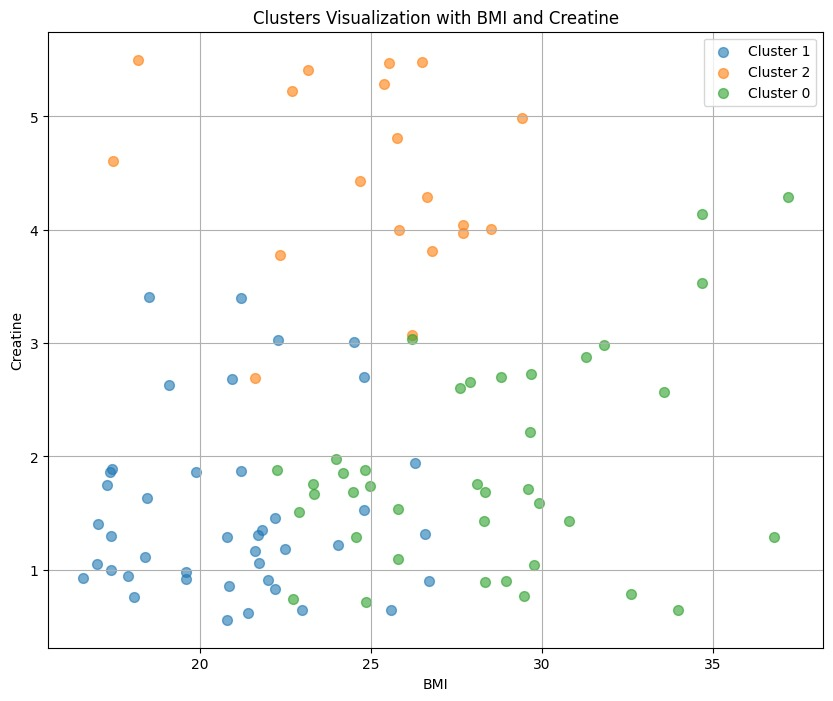 Clusters Visualization with BMI and Creatine
Cluster 1
Cluster 2
Cluster 0
5
4
3
2
1
Creatine
20
25
30
35
BMI